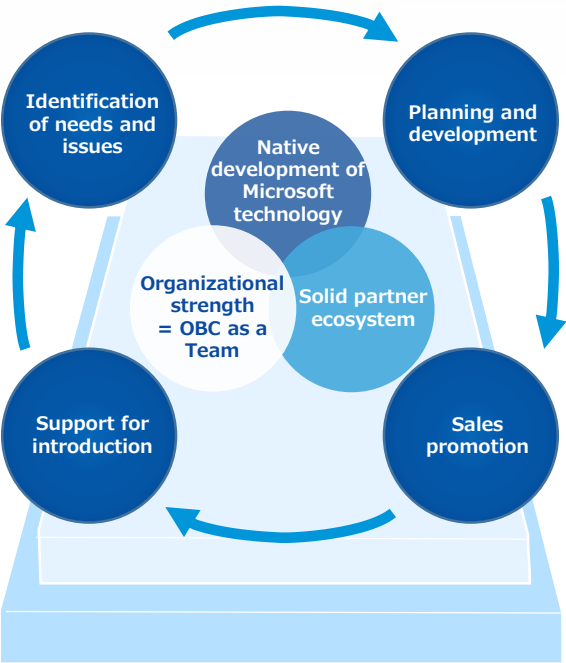 Identification
of needs and
issues
Planning and
development
Native
development of
Microsoft
technology
Organizational
strength
= OBC as a
Team
Solid partner
ecosystem
Support for
introduction
Sales
promotion